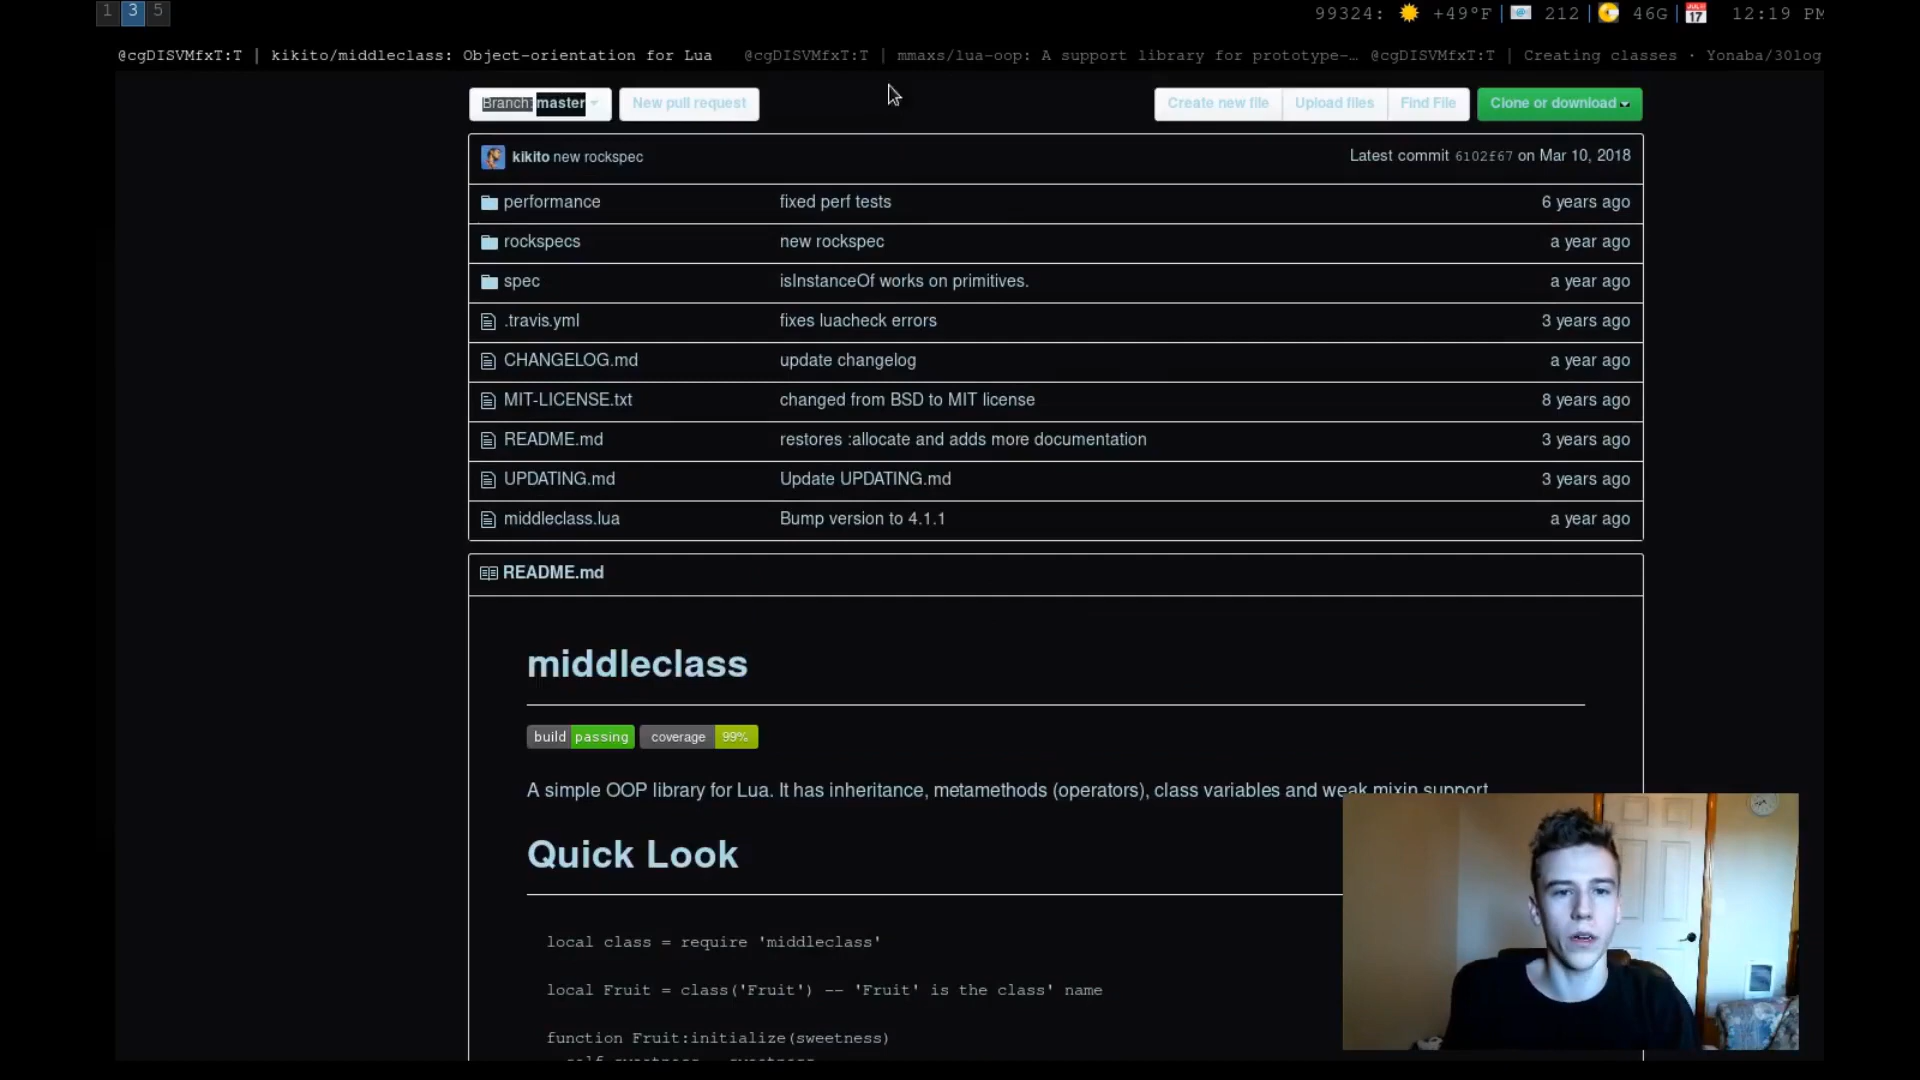 1 3 5
99324: +49°F | 212 | 46G | JULY 17 12:19 PM
@cgDISVMfxT:T | kikito/middleclass: Object-orientation for Lua @cgDISVMfxT:T | mmaxs/lua-oop: A support library for prototype-… @cgDISVMfxT:T | Creating classes · Yonaba/30log
Branch: master New pull request Create new file Upload files Find File Clone or download
kikito new rockspec Latest commit 6102f67 on Mar 10, 2018
performance fixed perf tests 6 years ago
rockspecs new rockspec a year ago
spec isInstanceOf works on primitives. a year ago
.travis.yml fixes luacheck errors 3 years ago
CHANGELOG.md update changelog a year ago
MIT-LICENSE.txt changed from BSD to MIT license 8 years ago
README.md restores :allocate and adds more documentation 3 years ago
UPDATING.md Update UPDATING.md 3 years ago
middleclass.lua Bump version to 4.1.1 a year ago
README.md
middleclass
build passing coverage 99%
A simple OOP library for Lua. It has inheritance, metamethods (operators), class variables and weak mixin support
Quick Look
local class = require 'middleclass'
local Fruit = class('Fruit') -- 'Fruit' is the class' name
function Fruit:initialize(sweetness)